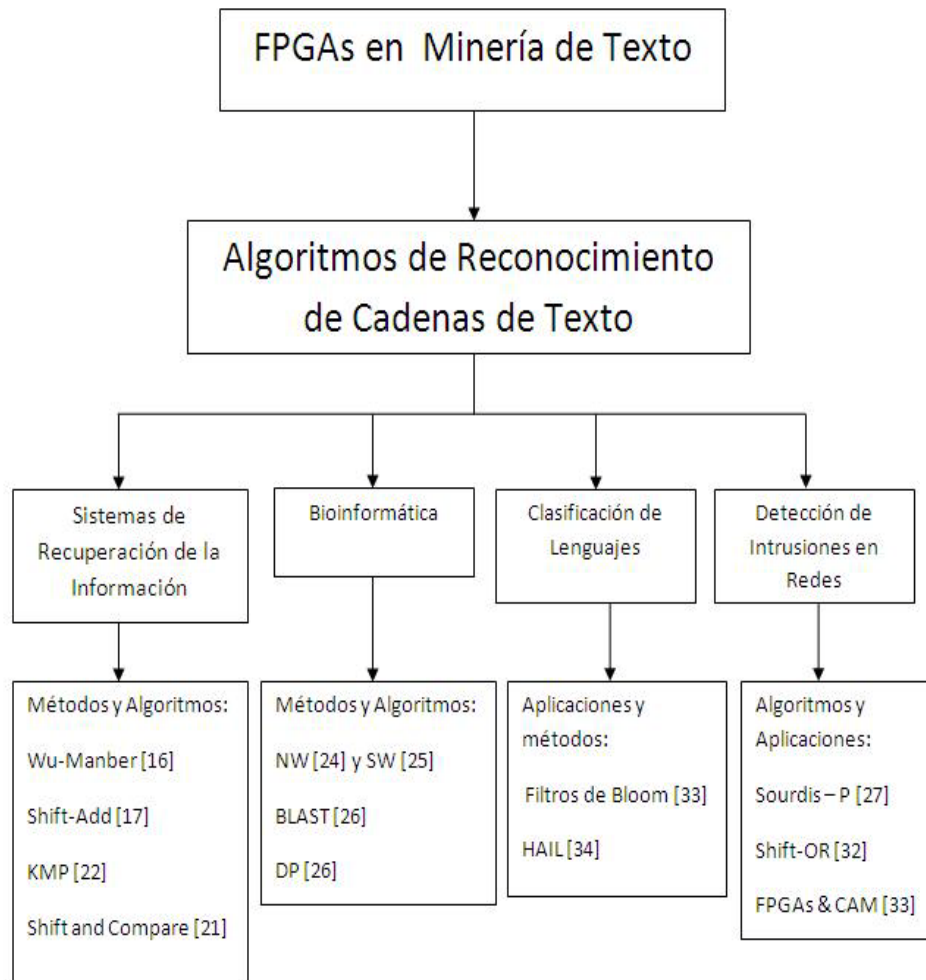 FPGAs en Minería de Texto
Algoritmos de Reconocimiento
de Cadenas de Texto
Sistemas de
Recuperación de la
Información
Bioinformática
Clasificación de
Lenguajes
Detección de
Intrusiones en
Redes
Métodos y Algoritmos:
Wu-Manber [16]
Shift-Add [17]
KMP [22]
Shift and Compare [21]
Métodos y Algoritmos:
NW [24] y SW [25]
BLAST [26]
DP [26]
Aplicaciones y
métodos:
Filtros de Bloom [33]
HAIL [34]
Algoritmos y
Aplicaciones:
Sourdis – P [27]
Shift-OR [32]
FPGAs & CAM [33]